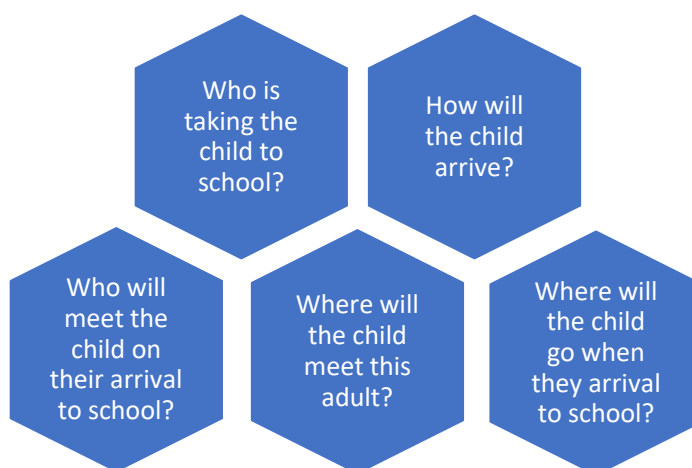 Who is
taking the
child to
school?
How will
the child
arrive?
Who will
meet the
child on
their arrival
to school?
Where will
the child
meet this
adult?
Where will
the child
go when
they arrival
to school?